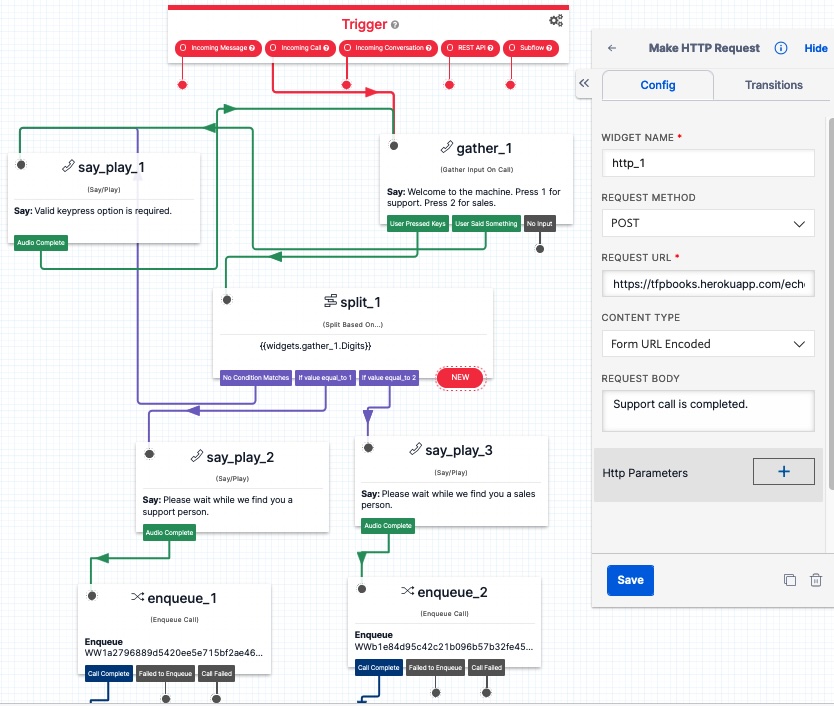 Trigger
Incoming Message
Incoming Call
Incoming Conversation
REST API
Subflow
say_play_1
(Say/Play)
Say: Valid keypress option is required.
Audio Complete
gather_1
(Gather Input On Call)
Say: Welcome to the machine. Press 1 for
support. Press 2 for sales.
User Pressed Keys
User Said Something
No Input
split_1
(Split Based On...)
{{widgets.gather_1.Digits}}
No Condition Matches
If value equal_to 1
If value equal_to 2
NEW
say_play_2
(Say/Play)
Say: Please wait while we find you a
support person.
Audio Complete
say_play_3
(Say/Play)
Say: Please wait while we find you a sales
person.
Audio Complete
enqueue_1
(Enqueue Call)
Enqueue
WW1a2796889d5420ee5e715bf2ae46...
Call Complete
Failed to Enqueue
Call Failed
enqueue_2
(Enqueue Call)
Enqueue
WWb1e84d95c42c21b096b57b32fe45...
Call Complete
Failed to Enqueue
Call Failed
Make HTTP Request
Hide
Config
Transitions
WIDGET NAME *
http_1
REQUEST METHOD
POST
REQUEST URL *
https://tfpbooks.herokuapp.com/ech
CONTENT TYPE
Form URL Encoded
REQUEST BODY
Support call is completed.
Http Parameters
+
Save